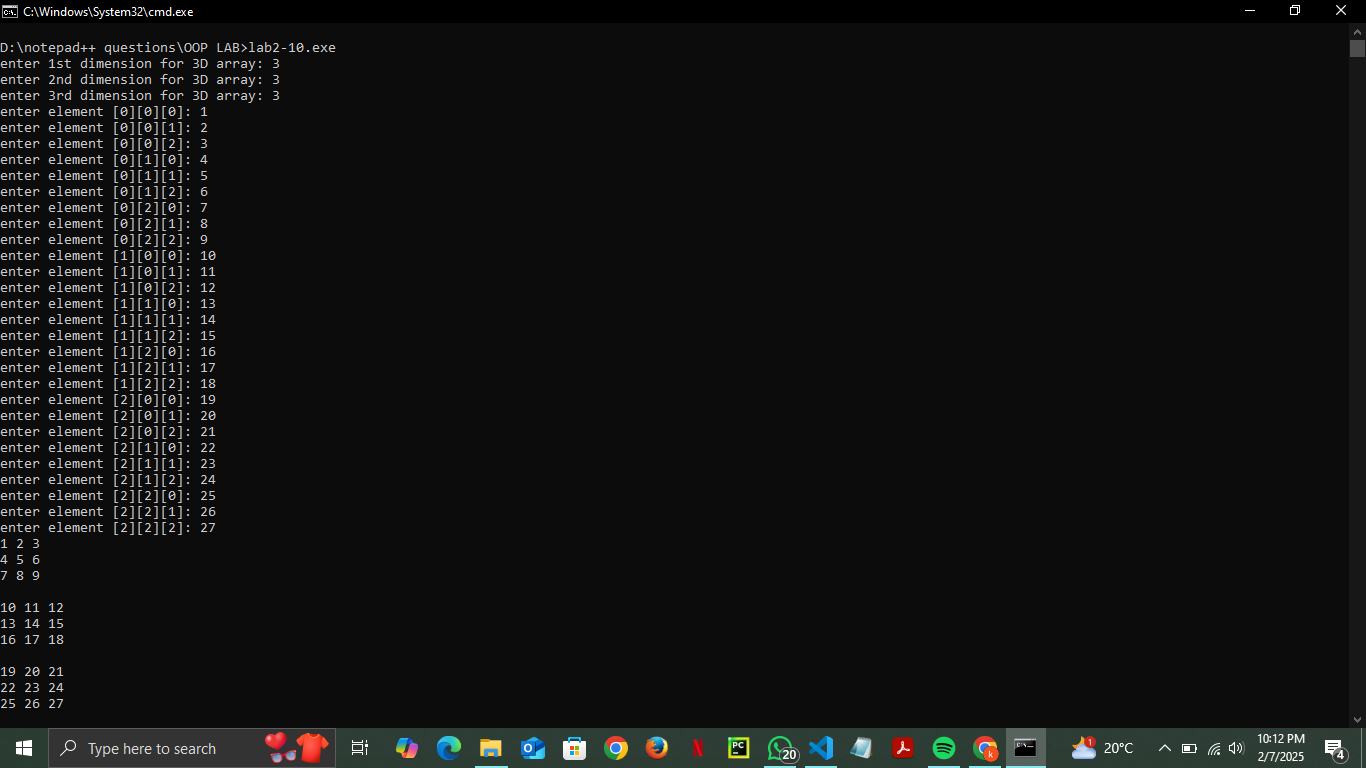 C:\Windows\System32\cmd.exe
D:\notepad++ questions\OOP LAB>lab2-10.exe
enter 1st dimension for 3D array: 3
enter 2nd dimension for 3D array: 3
enter 3rd dimension for 3D array: 3
enter element [0][0][0]: 1
enter element [0][0][1]: 2
enter element [0][0][2]: 3
enter element [0][1][0]: 4
enter element [0][1][1]: 5
enter element [0][1][2]: 6
enter element [0][2][0]: 7
enter element [0][2][1]: 8
enter element [0][2][2]: 9
enter element [1][0][0]: 10
enter element [1][0][1]: 11
enter element [1][0][2]: 12
enter element [1][1][0]: 13
enter element [1][1][1]: 14
enter element [1][1][2]: 15
enter element [1][2][0]: 16
enter element [1][2][1]: 17
enter element [1][2][2]: 18
enter element [2][0][0]: 19
enter element [2][0][1]: 20
enter element [2][0][2]: 21
enter element [2][1][0]: 22
enter element [2][1][1]: 23
enter element [2][1][2]: 24
enter element [2][2][0]: 25
enter element [2][2][1]: 26
enter element [2][2][2]: 27
1 2 3
4 5 6
7 8 9
10 11 12
13 14 15
16 17 18
19 20 21
22 23 24
25 26 27
Type here to search
PC
20
k
1
20°C
10:12 PM
2/7/2025
4